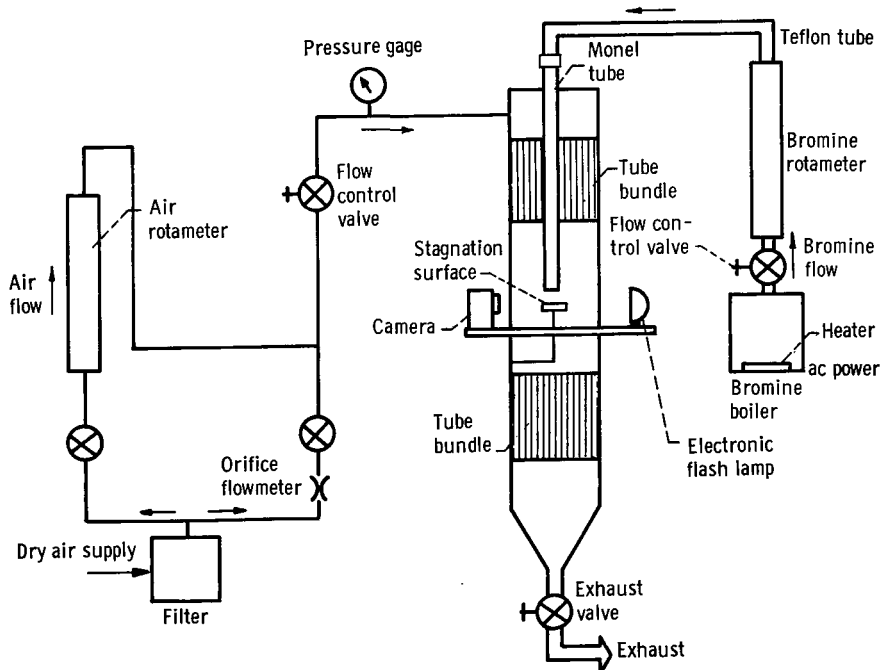 Pressure gage
Monel
tube
Teflon tube
Bromine
rotameter
Tube
bundle
Flow
control
valve
Air
rotameter
Air
flow
Stagnation
surface
Flow con-
trol valve
Bromine
flow
Camera
Heater
ac power
Bromine
boiler
Tube
bundle
Electronic
flash lamp
Orifice
flowmeter
Dry air supply
Filter
Exhaust
valve
Exhaust